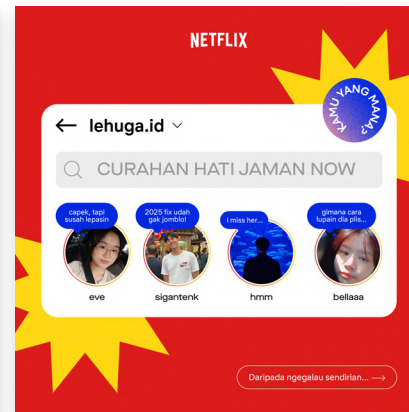 NETFLIX
KAMU YANG MANA?
lehuga.id
CURAHAN HATI JAMAN NOW
capek, tapi
susah lepasin
2025 fix udah
gak jomblo!
i miss her...
gimana cara
lupain dia plis...
eve
sigantenk
hmm
bellaaa
Daripada ngegalau sendirian...